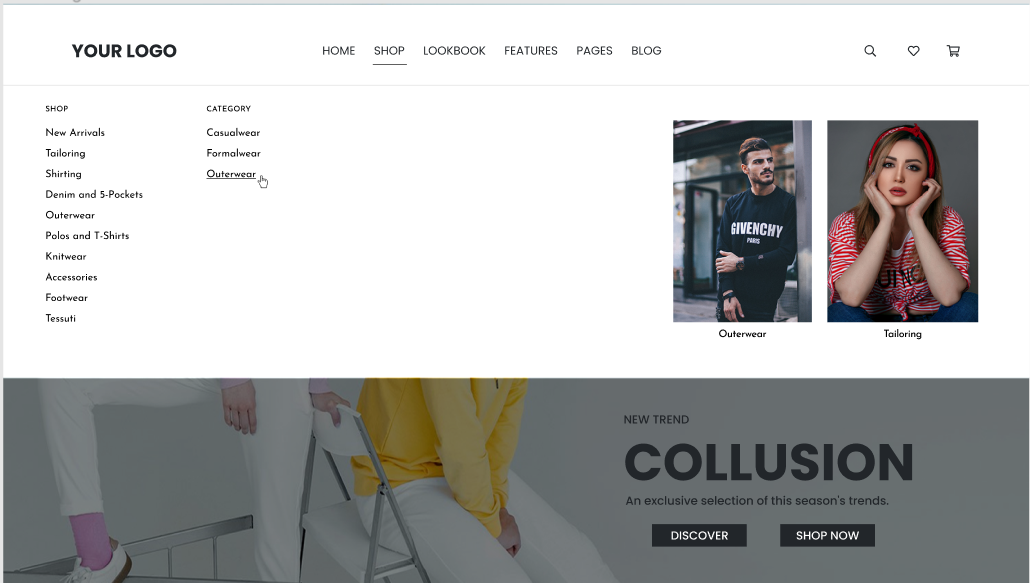 YOUR LOGO
HOME SHOP LOOKBOOK FEATURES PAGES BLOG
SHOP
New Arrivals
Tailoring
Shirting
Denim and 5-Pockets
Outerwear
Polos and T-Shirts
Knitwear
Accessories
Footwear
Tessuti
CATEGORY
Casualwear
Formalwear
Outerwear
GIVENCHY
PARIS
Outerwear
Tailoring
NEW TREND
COLLUSION
An exclusive selection of this season's trends.
DISCOVER
SHOP NOW